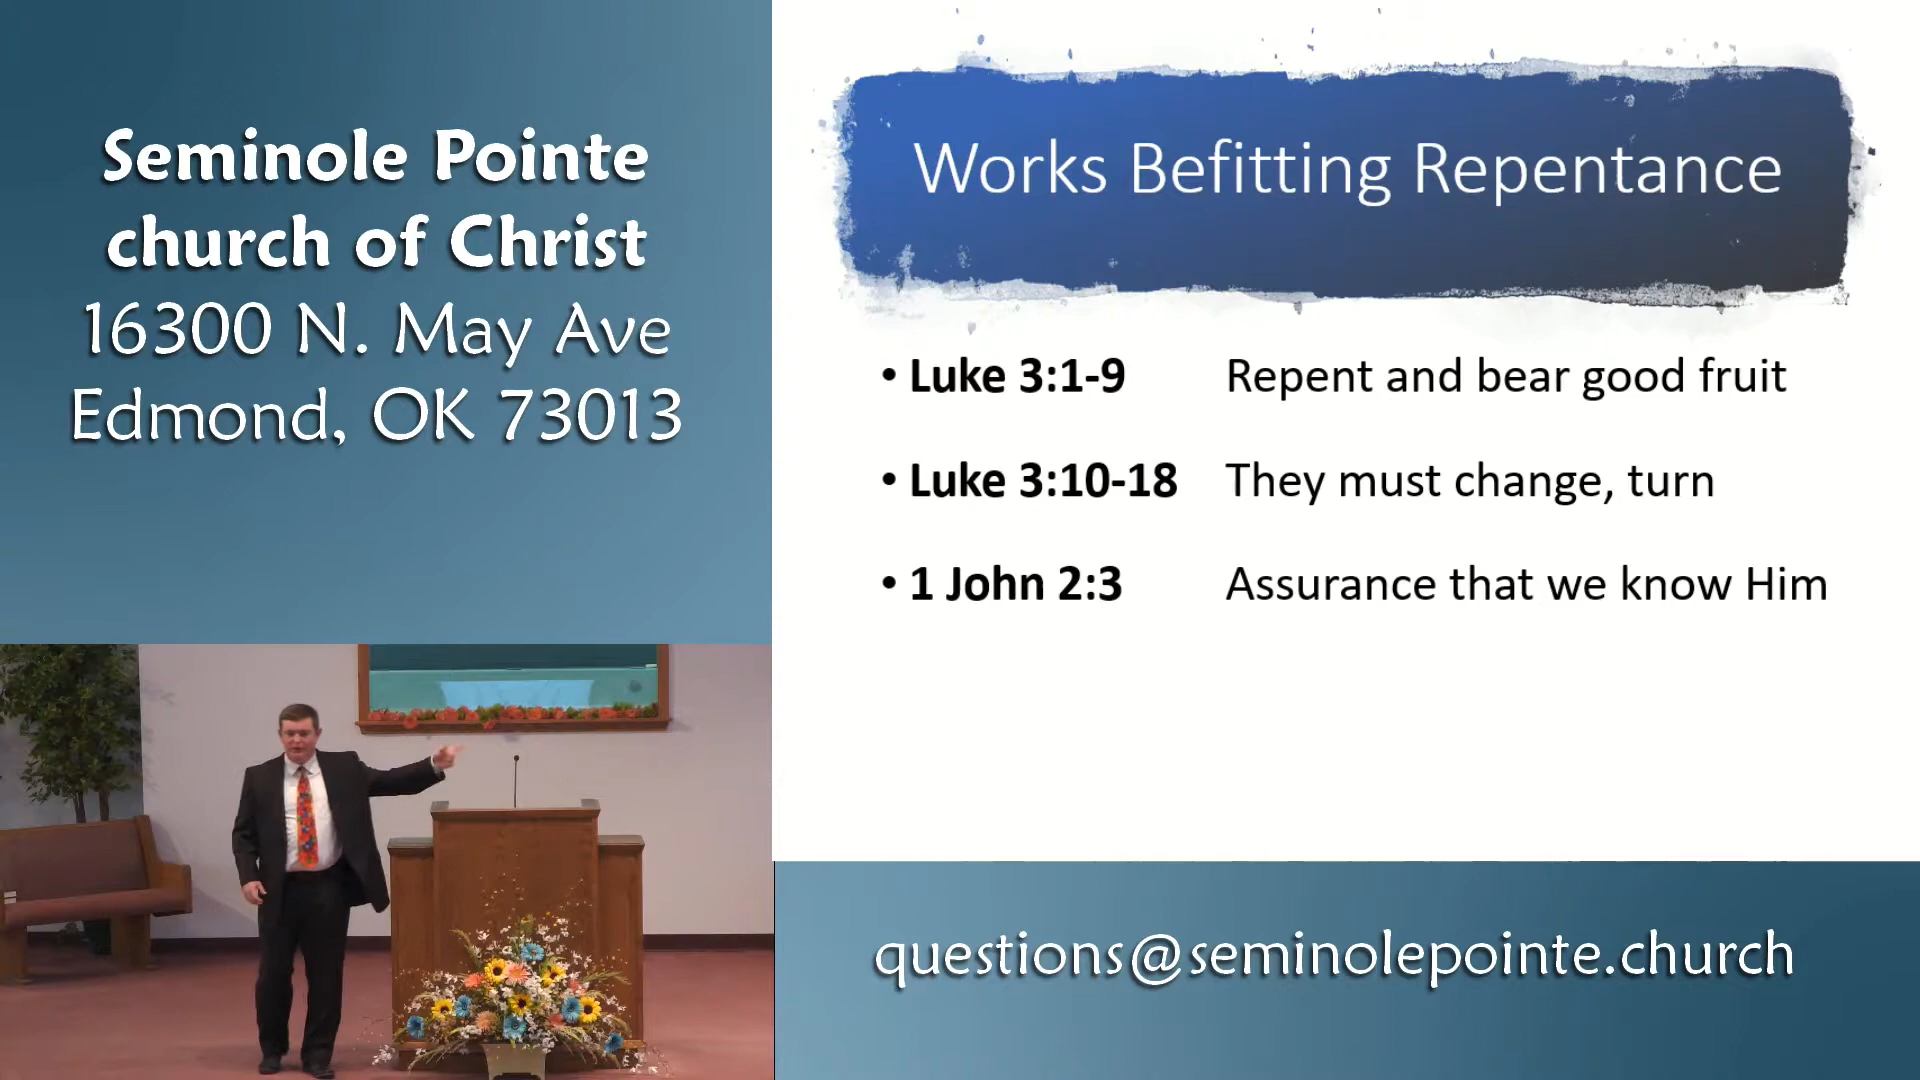 Seminole Pointe
church of Christ
16300 N. May Ave
Edmond, OK 73013
Works Befitting Repentance
• Luke 3:1-9 Repent and bear good fruit
• Luke 3:10-18 They must change, turn
• 1 John 2:3 Assurance that we know Him
questions@seminolepointe.church